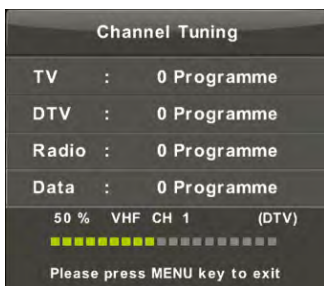 Channel Tuning
TV : 0 Programme
DTV : 0 Programme
Radio : 0 Programme
Data : 0 Programme
50 % VHF CH 1 (DTV)
Please press MENU key to exit